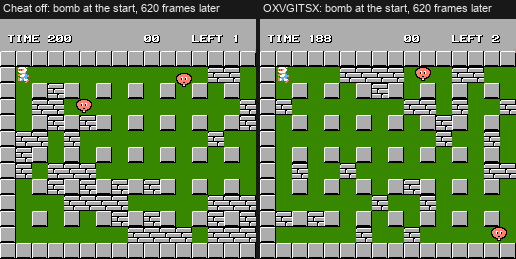 Cheat off: bomb at the start, 620 frames later
TIME 200 00 LEFT 1
OXVGITSX: bomb at the start, 620 frames later
TIME 188 00 LEFT 2